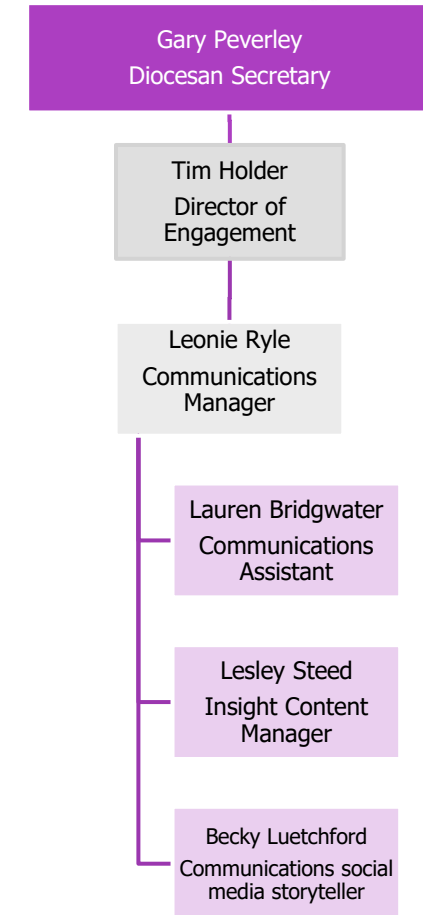 Gary Peverley
Diocesan Secretary
Tim Holder
Director of
Engagement
Leonie Ryle
Communications
Manager
Lauren Bridgwater
Communications
Assistant
Lesley Steed
Insight Content
Manager
Becky Luetchford
Communications social
media storyteller